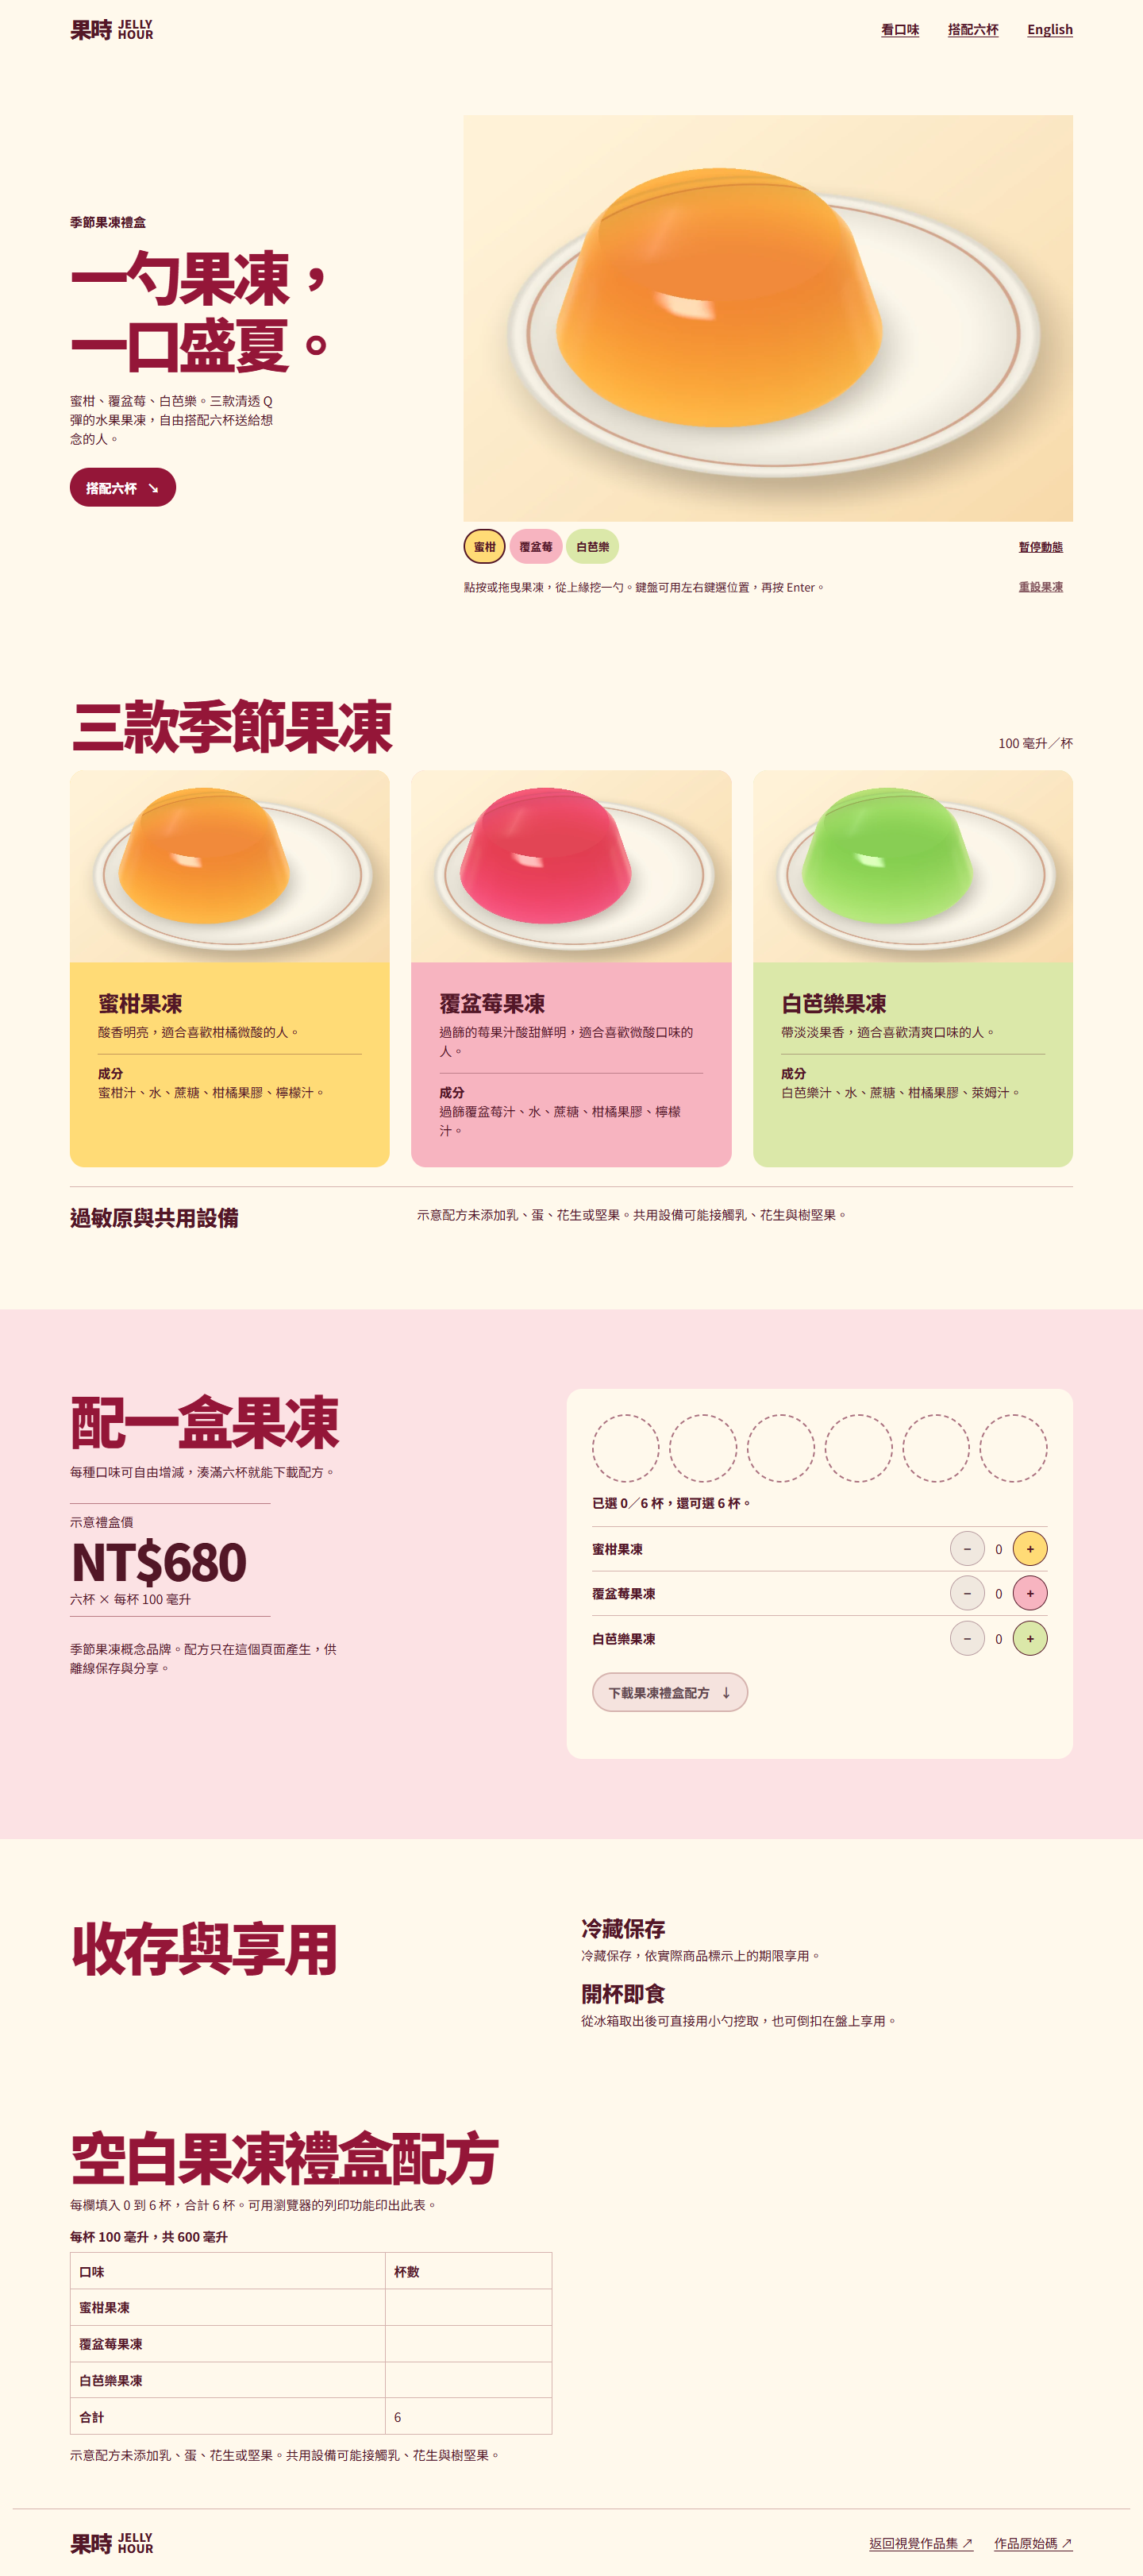 果時 JELLY HOUR
看口味 搭配六杯 English
季節果凍禮盒
一勺果凍，
一口盛夏。
蜜柑、覆盆莓、白芭樂。三款清透 Q
彈的水果果凍，自由搭配六杯送給想
念的人。
搭配六杯 ↘
蜜柑 覆盆莓 白芭樂 暫停動態
點按或拖曳果凍，從上緣挖一勺。鍵盤可用左右鍵選位置，再按 Enter。 重設果凍
三款季節果凍
100 毫升／杯
蜜柑果凍
酸香明亮，適合喜歡柑橘微酸的人。
成分
蜜柑汁、水、蔗糖、柑橘果膠、檸檬汁。
覆盆莓果凍
過篩的莓果汁酸甜鮮明，適合喜歡微酸口味的
人。
成分
過篩覆盆莓汁、水、蔗糖、柑橘果膠、檸檬
汁。
白芭樂果凍
帶淡淡果香，適合喜歡清爽口味的人。
成分
白芭樂汁、水、蔗糖、柑橘果膠、萊姆汁。
過敏原與共用設備
示意配方未添加乳、蛋、花生或堅果。共用設備可能接觸乳、花生與樹堅果。
配一盒果凍
每種口味可自由增減，湊滿六杯就能下載配方。
示意禮盒價
NT$680
六杯 × 每杯 100 毫升
季節果凍概念品牌。配方只在這個頁面產生，供
離線保存與分享。
已選 0／6 杯，還可選 6 杯。
蜜柑果凍 − 0 +
覆盆莓果凍 − 0 +
白芭樂果凍 − 0 +
下載果凍禮盒配方 ↓
收存與享用
冷藏保存
冷藏保存，依實際商品標示上的期限享用。
開杯即食
從冰箱取出後可直接用小勺挖取，也可倒扣在盤上享用。
空白果凍禮盒配方
每欄填入 0 到 6 杯，合計 6 杯。可用瀏覽器的列印功能印出此表。
每杯 100 毫升，共 600 毫升
口味 杯數
蜜柑果凍
覆盆莓果凍
白芭樂果凍
合計 6
示意配方未添加乳、蛋、花生或堅果。共用設備可能接觸乳、花生與樹堅果。
果時 JELLY HOUR
返回視覺作品集 ↗ 作品原始碼 ↗